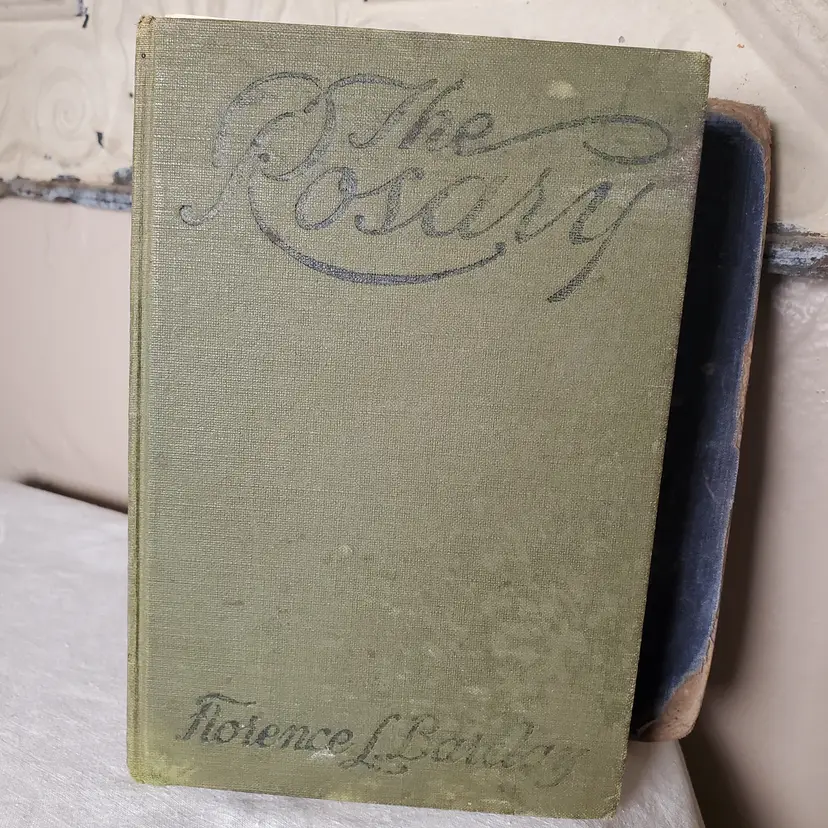 The
Rosary
Florence L. Barclay